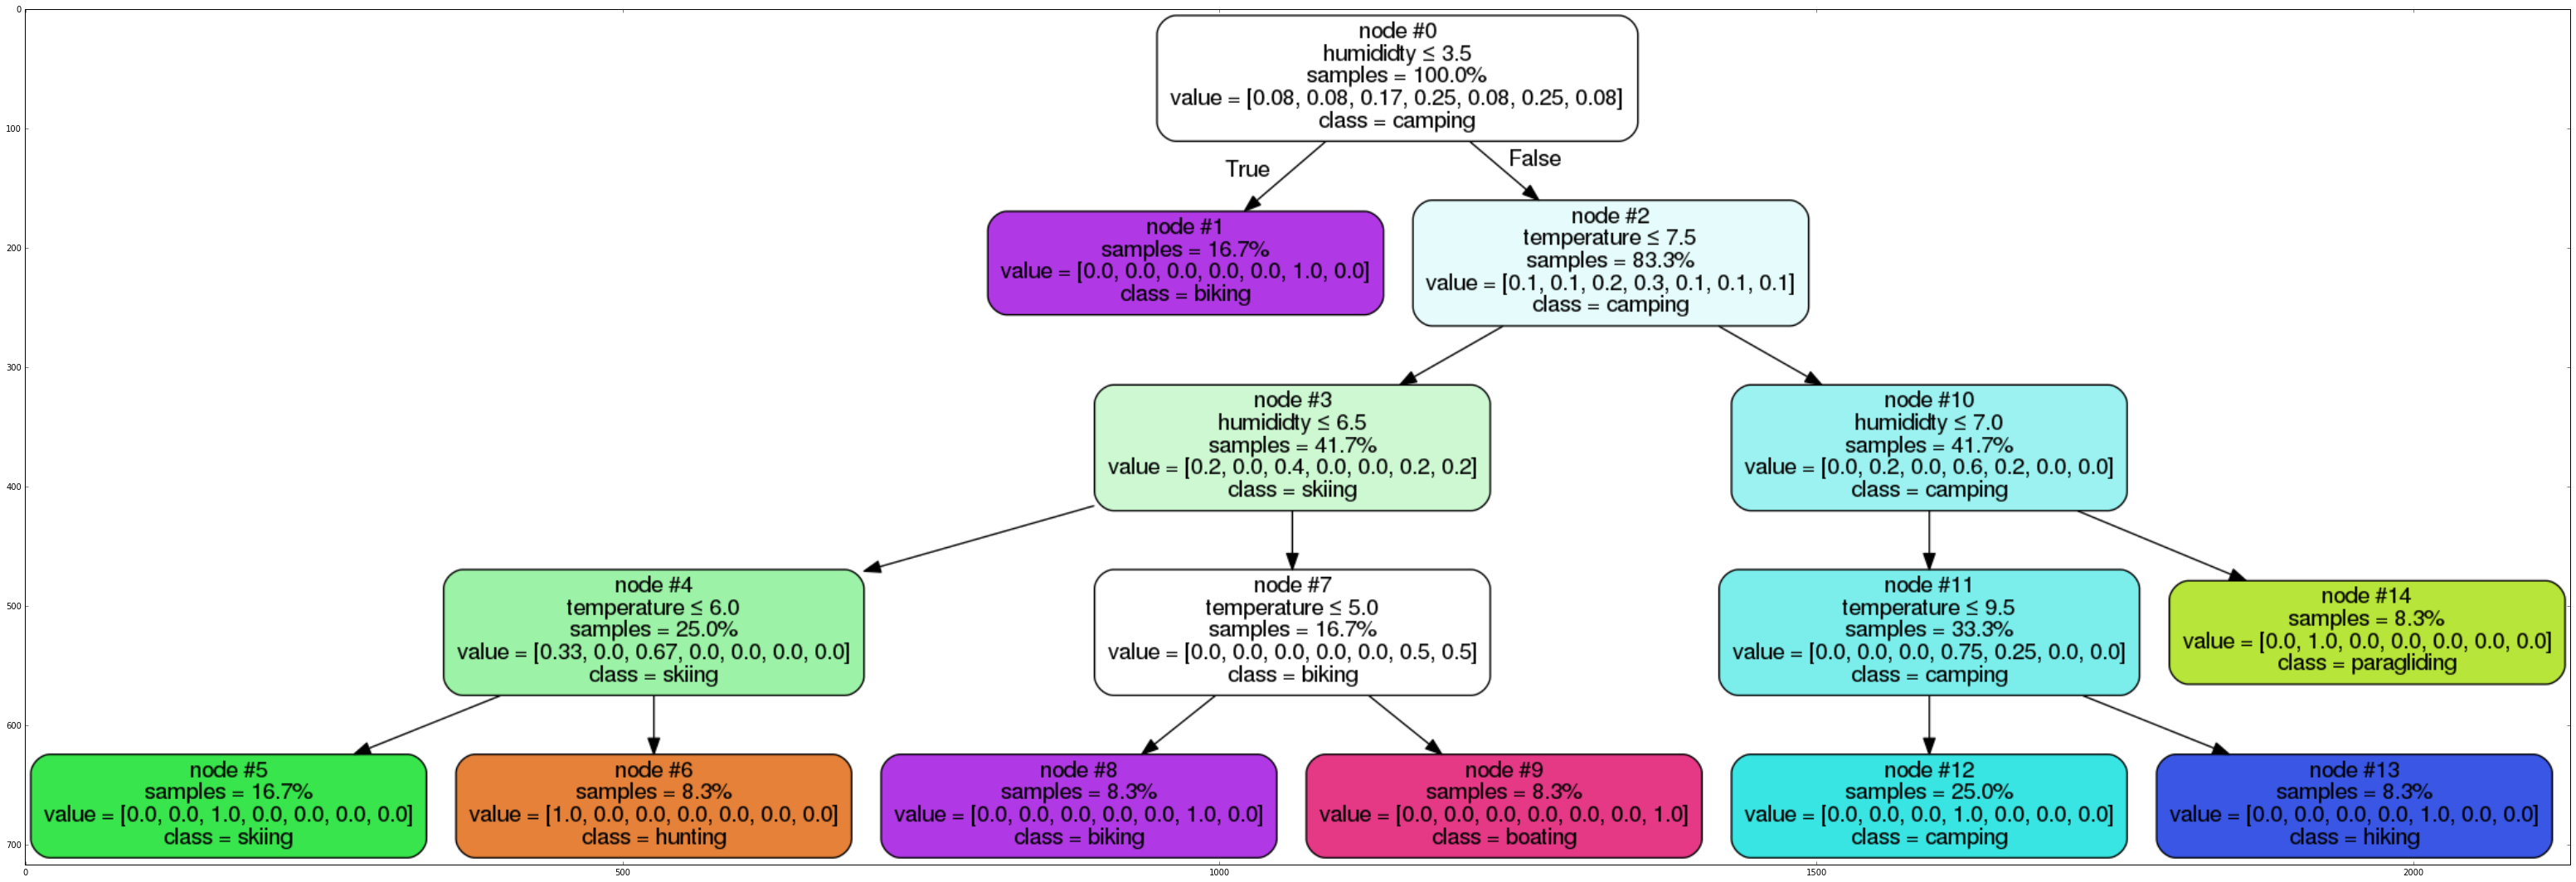 node #0
humididty ≤ 3.5
samples = 100.0%
value = [0.08, 0.08, 0.17, 0.25, 0.08, 0.25, 0.08]
class = camping
True
False
node #1
samples = 16.7%
value = [0.0, 0.0, 0.0, 0.0, 0.0, 1.0, 0.0]
class = biking
node #2
temperature ≤ 7.5
samples = 83.3%
value = [0.1, 0.1, 0.2, 0.3, 0.1, 0.1, 0.1]
class = camping
node #3
humididty ≤ 6.5
samples = 41.7%
value = [0.2, 0.0, 0.4, 0.0, 0.0, 0.2, 0.2]
class = skiing
node #10
humididty ≤ 7.0
samples = 41.7%
value = [0.0, 0.2, 0.0, 0.6, 0.2, 0.0, 0.0]
class = camping
node #4
temperature ≤ 6.0
samples = 25.0%
value = [0.33, 0.0, 0.67, 0.0, 0.0, 0.0, 0.0]
class = skiing
node #7
temperature ≤ 5.0
samples = 16.7%
value = [0.0, 0.0, 0.0, 0.0, 0.0, 0.5, 0.5]
class = biking
node #11
temperature ≤ 9.5
samples = 33.3%
value = [0.0, 0.0, 0.0, 0.75, 0.25, 0.0, 0.0]
class = camping
node #14
samples = 8.3%
value = [0.0, 1.0, 0.0, 0.0, 0.0, 0.0, 0.0]
class = paragliding
node #5
samples = 16.7%
value = [0.0, 0.0, 1.0, 0.0, 0.0, 0.0, 0.0]
class = skiing
node #6
samples = 8.3%
value = [1.0, 0.0, 0.0, 0.0, 0.0, 0.0, 0.0]
class = hunting
node #8
samples = 8.3%
value = [0.0, 0.0, 0.0, 0.0, 0.0, 1.0, 0.0]
class = biking
node #9
samples = 8.3%
value = [0.0, 0.0, 0.0, 0.0, 0.0, 0.0, 1.0]
class = boating
node #12
samples = 25.0%
value = [0.0, 0.0, 0.0, 1.0, 0.0, 0.0, 0.0]
class = camping
node #13
samples = 8.3%
value = [0.0, 0.0, 0.0, 0.0, 1.0, 0.0, 0.0]
class = hiking
0
100
200
300
400
500
600
700
0
500
1000
1500
2000